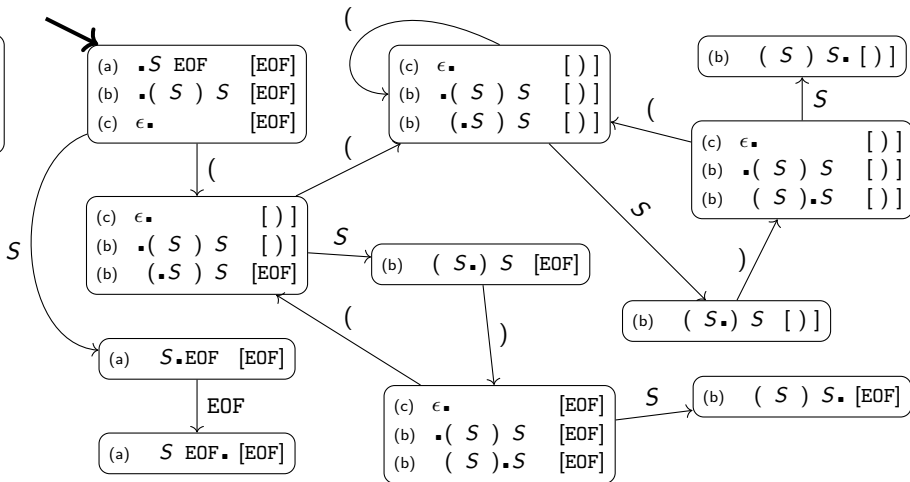 (a) .S EOF [EOF]
(b) .( S ) S [EOF]
(c) ϵ. [EOF]
(
(c) ϵ. [ ) ]
(b) .( S ) S [ ) ]
(b) (.S ) S [ ) ]
(b) ( S ) S. [ ) ]
S
(
(c) ϵ. [ ) ]
(b) .( S ) S [ ) ]
(b) ( S ).S [ ) ]
(
(
S
(c) ϵ. [ ) ]
(b) .( S ) S [ ) ]
(b) (.S ) S [EOF]
S
(b) ( S.) S [EOF]
S
)
(b) ( S.) S [ ) ]
(
)
(a) S.EOF [EOF]
EOF
(a) S EOF. [EOF]
(c) ϵ. [EOF]
(b) .( S ) S [EOF]
(b) ( S ).S [EOF]
S
(b) ( S ) S. [EOF]